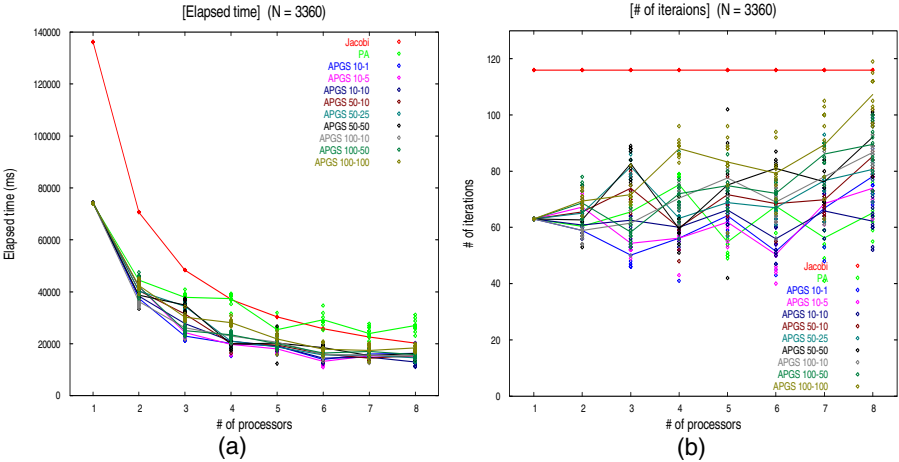 [Elapsed time] (N = 3360)
140000
120000
100000
80000
60000
40000
20000
0
Elapsed time (ms)
1 2 3 4 5 6 7 8
# of processors
Jacobi
PA
APGS 10-1
APGS 10-5
APGS 10-10
APGS 50-10
APGS 50-25
APGS 50-50
APGS 100-10
APGS 100-50
APGS 100-100
(a)
[# of iteraions] (N = 3360)
120
100
80
60
40
20
0
# of iterations
1 2 3 4 5 6 7 8
# of processors
Jacobi
PA
APGS 10-1
APGS 10-5
APGS 10-10
APGS 50-10
APGS 50-25
APGS 50-50
APGS 100-10
APGS 100-50
APGS 100-100
(b)